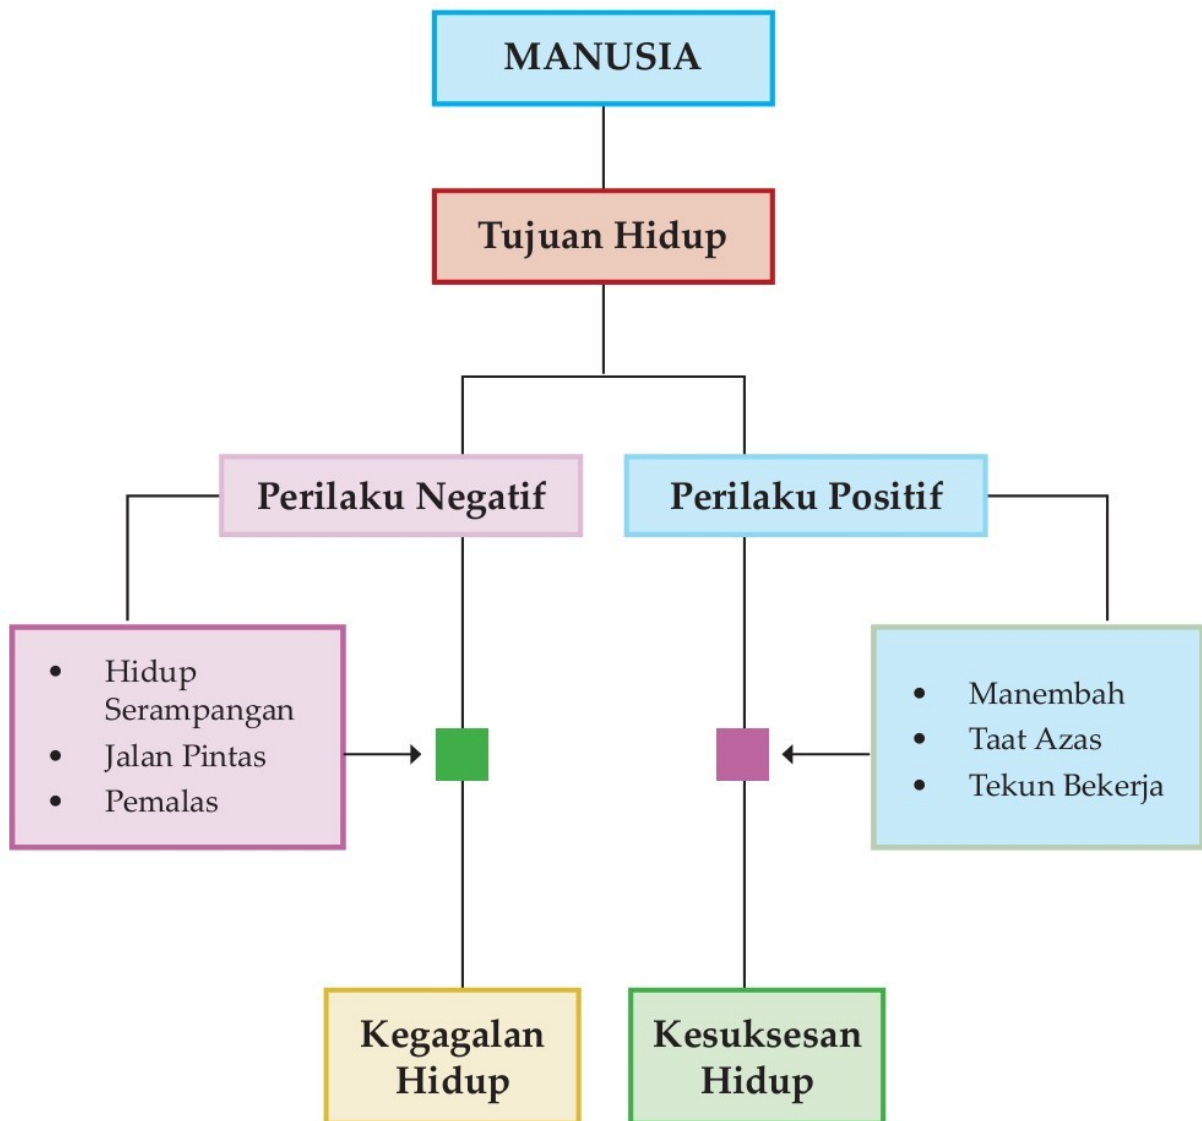 MANUSIA
Tujuan Hidup
Perilaku Negatif
Perilaku Positif
• Hidup
Serampangan
• Jalan Pintas
• Pemalas
• Manembah
• Taat Azas
• Tekun Bekerja
Kegagalan
Hidup
Kesuksesan
Hidup